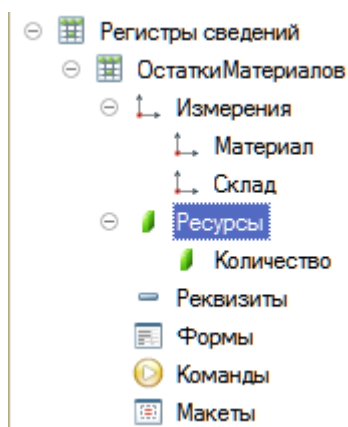 Регистры сведений
ОстаткиМатериалов
Измерения
Материал
Склад
Ресурсы
Количество
Реквизиты
Формы
Команды
Макеты